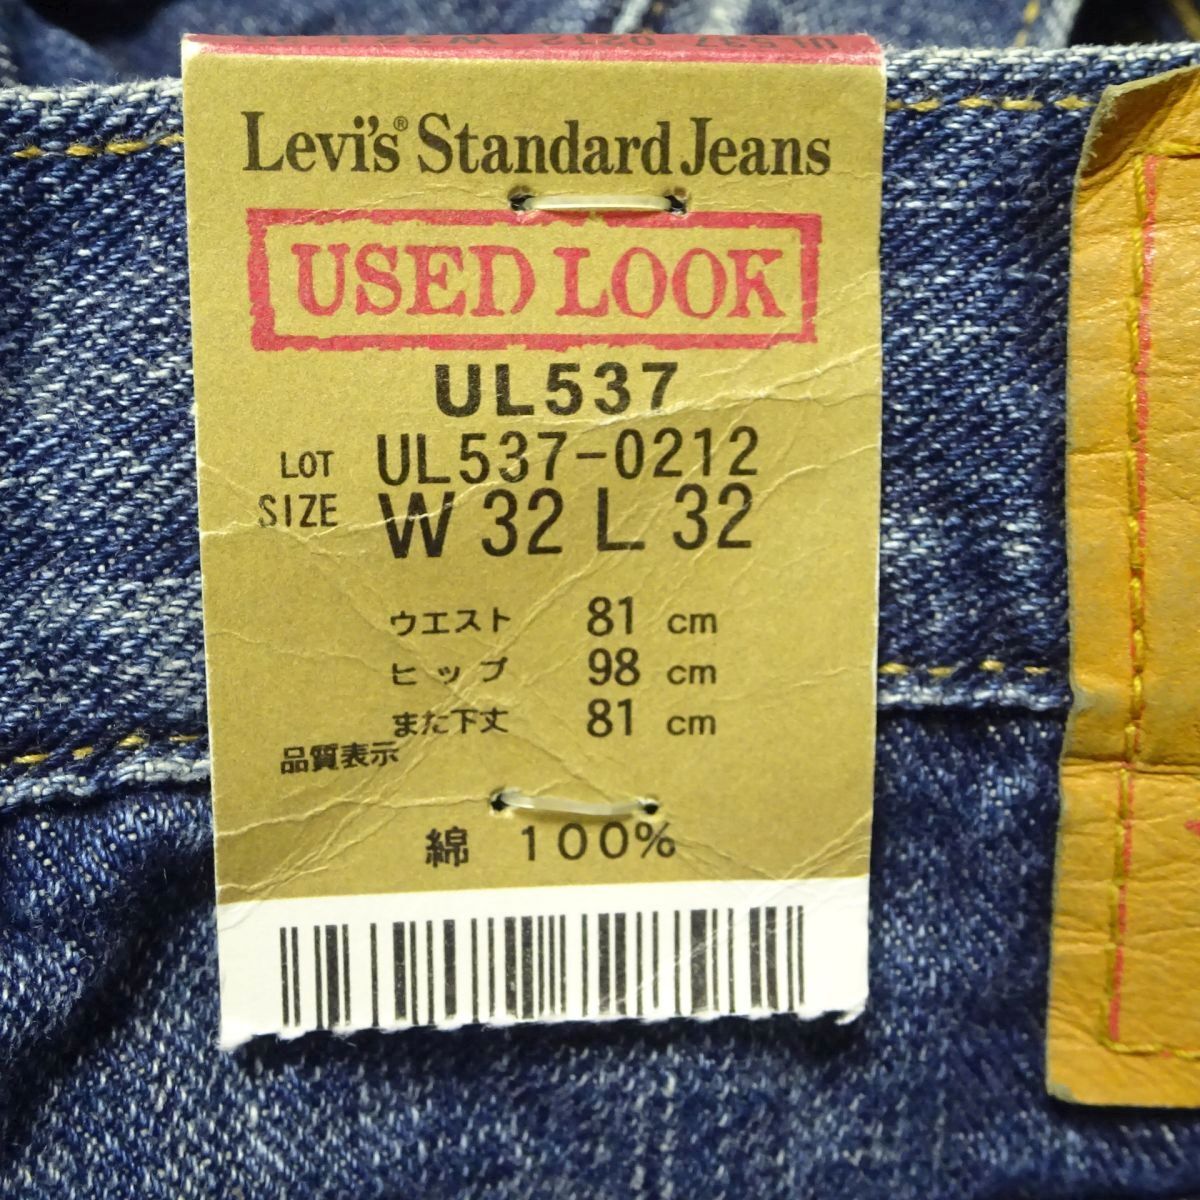 Levi's® Standard Jeans
USED LOOK
UL537
LOT UL537-0212
SIZE W 32 L 32
ウエスト 81 cm
ヒップ 98 cm
また下丈 81 cm
品質表示
綿 100%